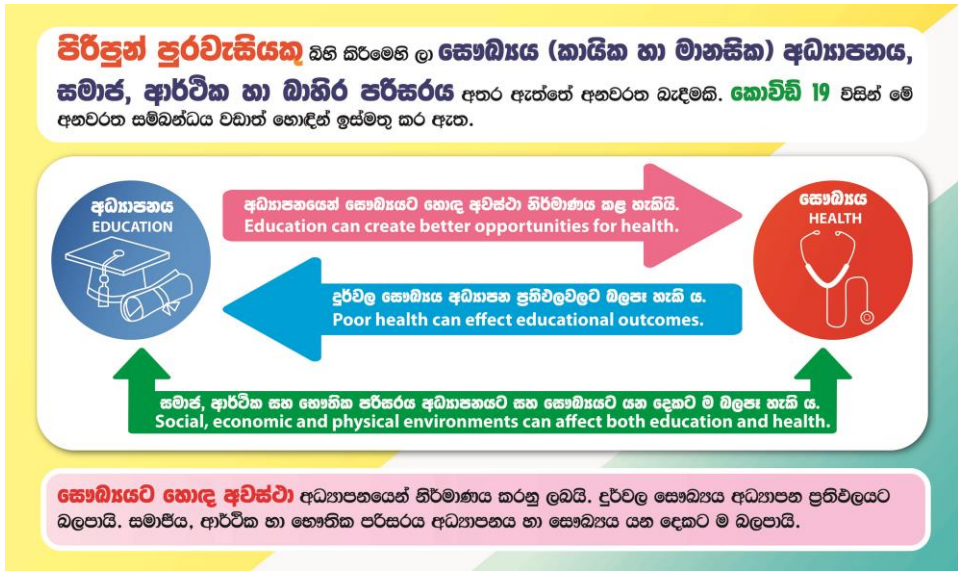 පිරිපුන් පුරවැසියකු බිහි කිරීමෙහි ලා සෞඛ්‍යය (කායික හා මානසික) අධ්‍යාපනය,
සමාජ, ආර්ථික හා බාහිර පරිසරය අතර ඇත්තේ අනවරත බැඳීමකි. කොවිඩ් 19 විසින් මේ
අනවරත සම්බන්ධය වඩාත් හොඳින් ඉස්මතු කර ඇත.
අධ්‍යාපනය
EDUCATION
අධ්‍යාපනයෙන් සෞඛ්‍යයට හොඳ අවස්ථා නිර්මාණය කළ හැකියි.
Education can create better opportunities for health.
සෞඛ්‍යය
HEALTH
දුර්වල සෞඛ්‍යය අධ්‍යාපන ප්‍රතිඵලවලට බලපෑ හැකි ය.
Poor health can effect educational outcomes.
සමාජ, ආර්ථික සහ භෞතික පරිසරය අධ්‍යාපනයට සහ සෞඛ්‍යයට යන දෙකට ම බලපෑ හැකි ය.
Social, economic and physical environments can affect both education and health.
සෞඛ්‍යයට හොඳ අවස්ථා අධ්‍යාපනයෙන් නිර්මාණය කරනු ලබයි. දුර්වල සෞඛ්‍යය අධ්‍යාපන ප්‍රතිඵලයට
බලපායි. සමාජීය, ආර්ථික හා භෞතික පරිසරය අධ්‍යාපනය හා සෞඛ්‍යය යන දෙකට ම බලපායි.